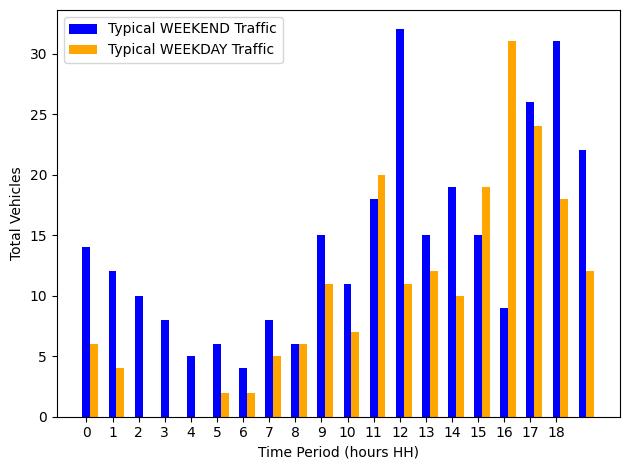 Typical WEEKEND Traffic
Typical WEEKDAY Traffic
Total Vehicles
30
25
20
15
10
5
0
0 1 2 3 4 5 6 7 8 9 10 11 12 13 14 15 16 17 18
Time Period (hours HH)